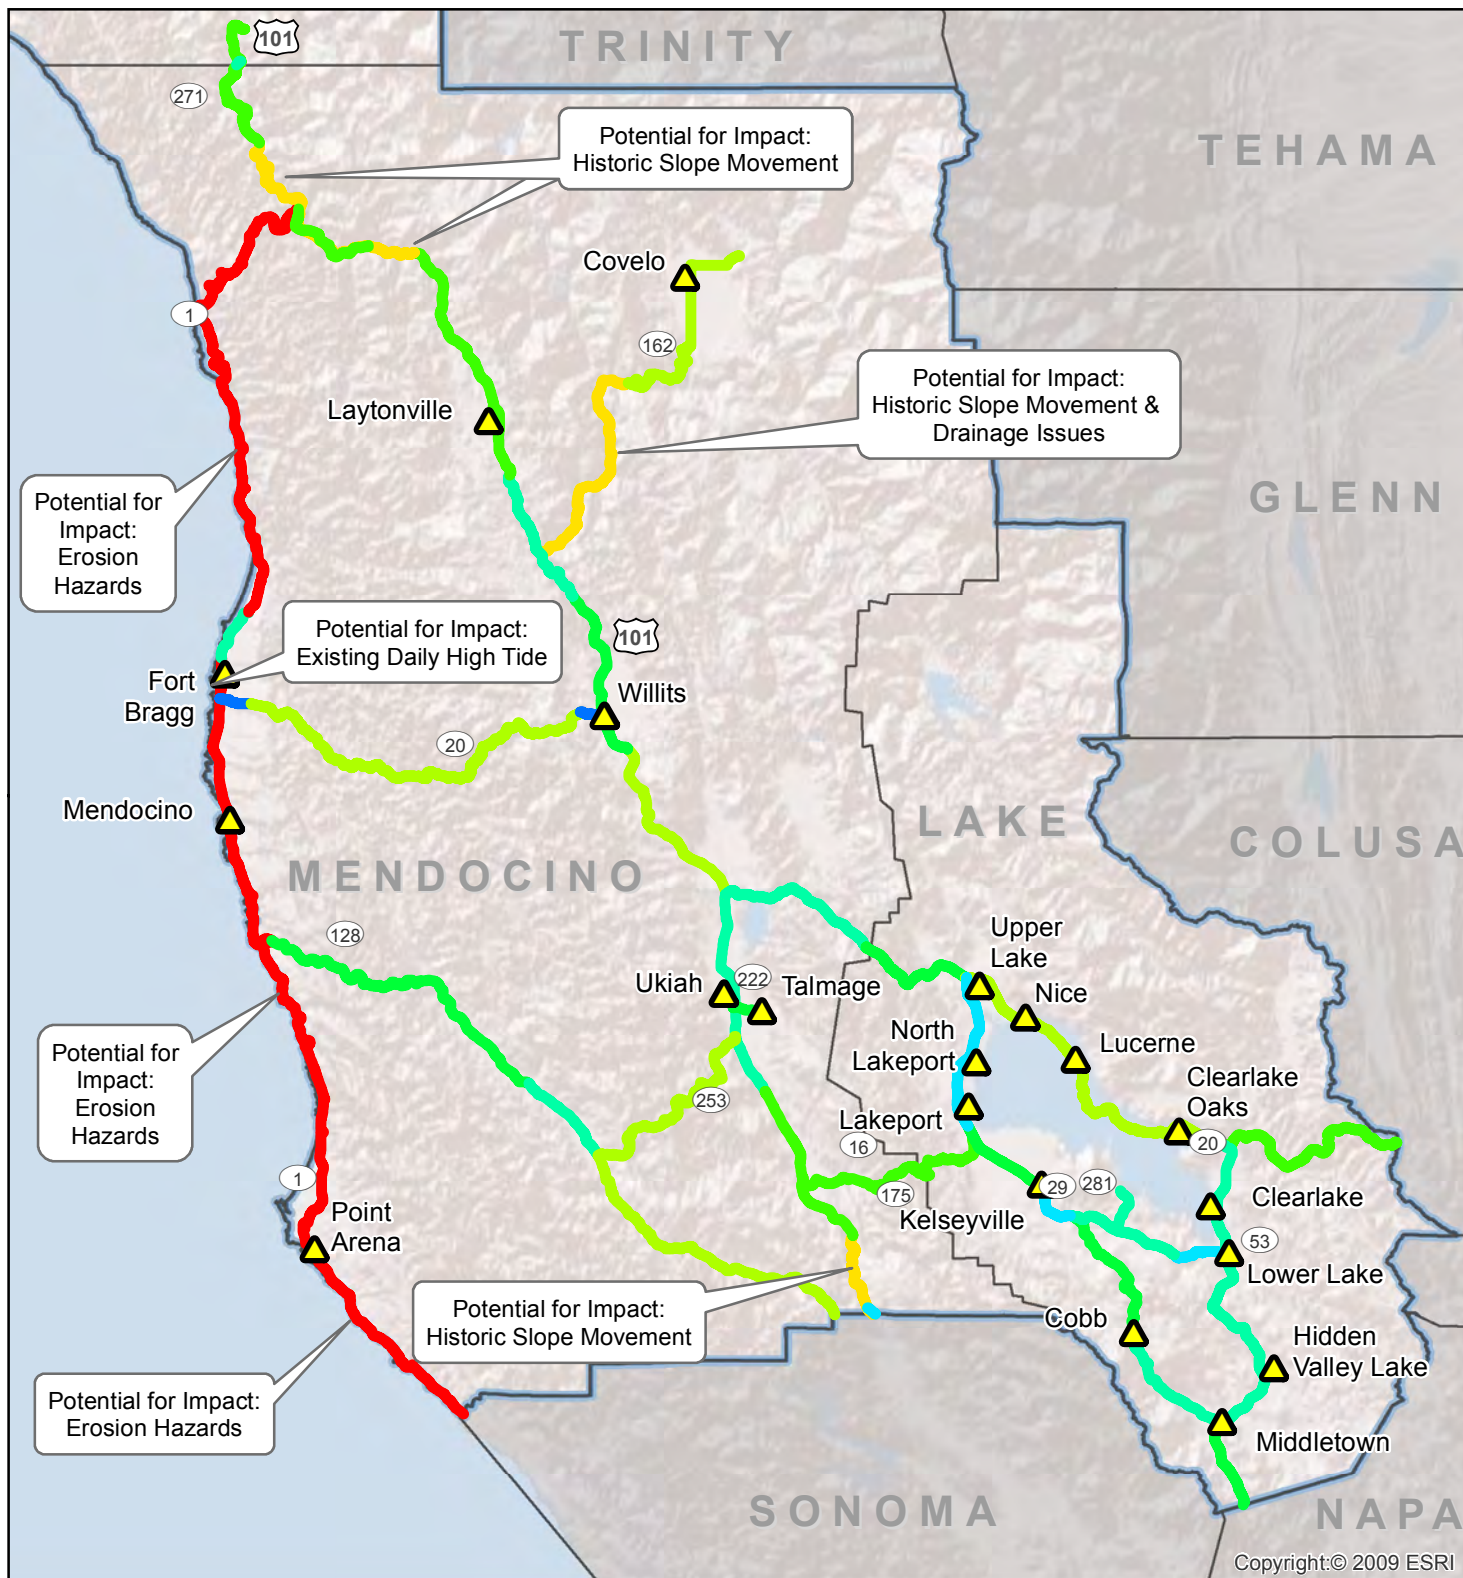 101
TRINITY
271
Potential for Impact:
Historic Slope Movement
TEHAMA
Covelo
1
162
Potential for Impact:
Historic Slope Movement &
Drainage Issues
Laytonville
GLENN
Potential for
Impact:
Erosion
Hazards
Potential for Impact:
Existing Daily High Tide
101
Fort
Bragg
Willits
20
Mendocino
LAKE
COLUSA
MENDOCINO
128
Upper
Lake
Ukiah
222
Talmage
Nice
North
Lakeport
Lucerne
Potential for
Impact:
Erosion
Hazards
253
Clearlake
Oaks
Lakeport
16
20
1
175
Kelseyville
29
281
Clearlake
Point
Arena
53
Lower Lake
Potential for Impact:
Historic Slope Movement
Cobb
Hidden
Valley Lake
Potential for Impact:
Erosion Hazards
Middletown
SONOMA
NAPA
Copyright:© 2009 ESRI